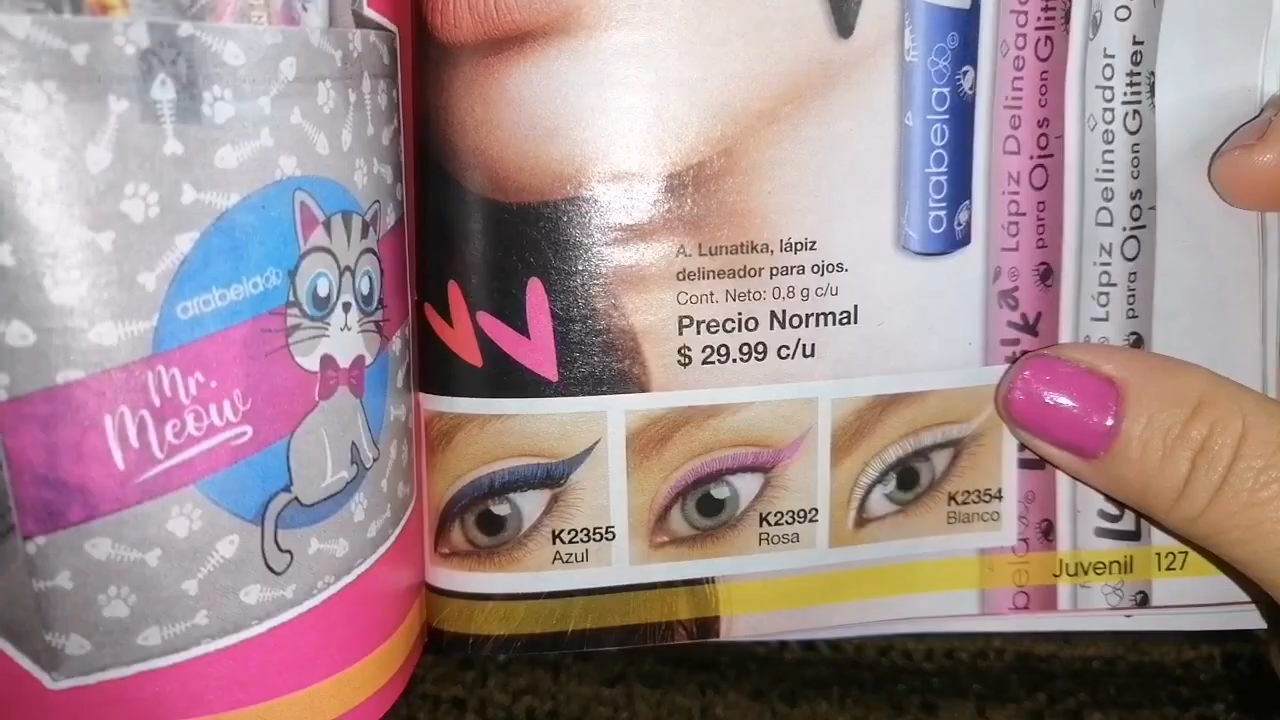 arabela
Mr.
Meow
A. Lunatika, lápiz
delineador para ojos.
Cont. Neto: 0,8 g c/u
Precio Normal
$ 29.99 c/u
K2355
Azul
K2392
Rosa
K2354
Blanco
arabela
Lápiz Delineador
para Ojos con Glitter
Lápiz Delineador
para Ojos con Glitter
Juvenil 127